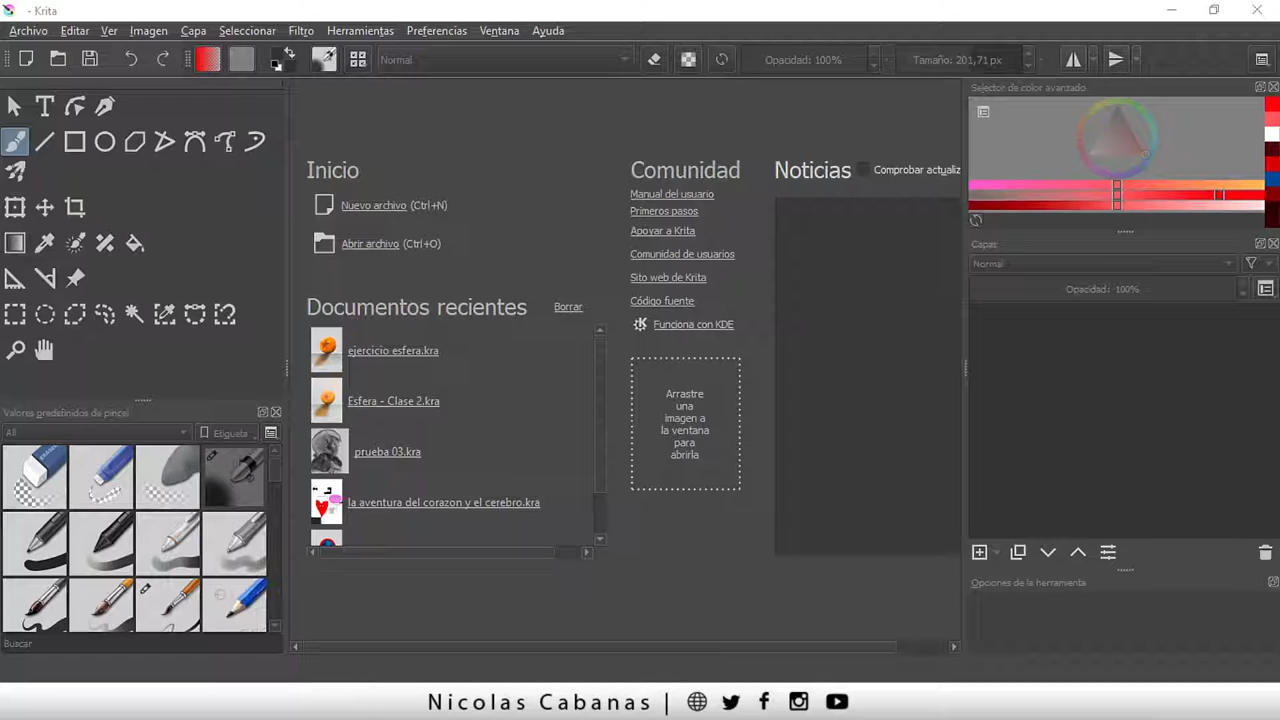 - Krita
Archivo Editar Ver Imagen Capa Seleccionar Filtro Herramientas Preferencias Ventana Ayuda
Normal Opacidad: 100% Tamaño: 201,71 px
Selector de color avanzado
Inicio
Nuevo archivo (Ctrl+N)
Abrir archivo (Ctrl+O)
Comunidad
Manual del usuario
Primeros pasos
Apoyar a Krita
Comunidad de usuarios
Sito web de Krita
Código fuente
Funciona con KDE
Noticias Comprobar actualiz
Capas
Normal
Opacidad: 100%
Documentos recientes Borrar
ejercicio esfera.kra
Esfera - Clase 2.kra
prueba 03.kra
la aventura del corazon y el cerebro.kra
Arrastre
una
imagen a
la ventana
para
abrirla
Valores predefinidos de pincel
All Etiqueta
Buscar
Opciones de la herramienta
Nicolas Cabanas |